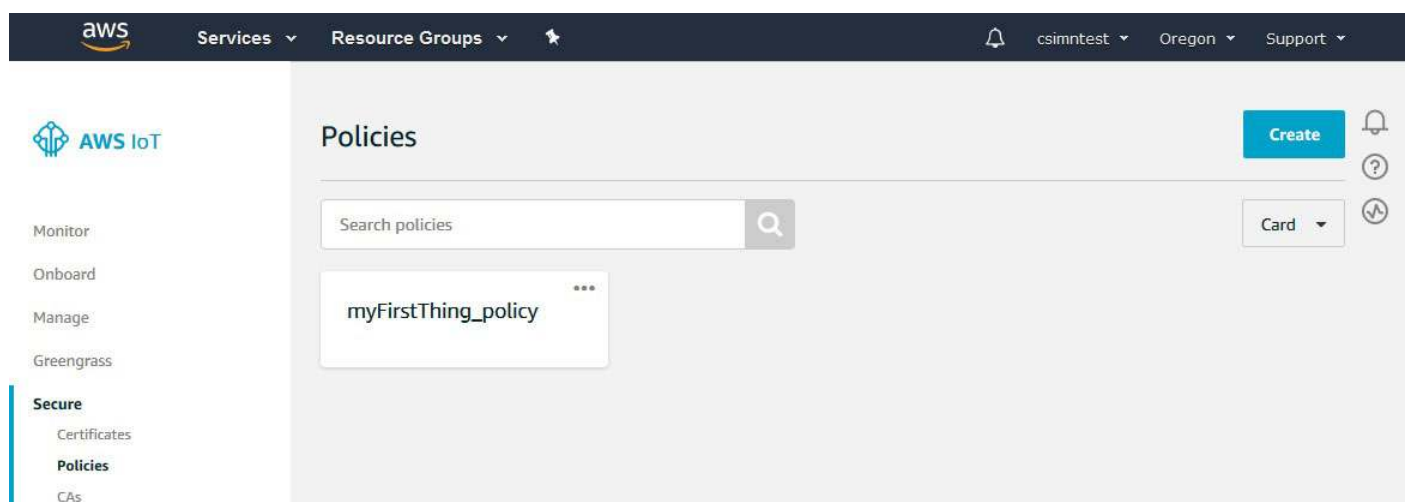 aws Services Resource Groups csimntest Oregon Support
AWS IoT
Policies
Create
Search policies
Card
Monitor
Onboard
Manage
Greengrass
Secure
Certificates
Policies
CAs
myFirstThing_policy